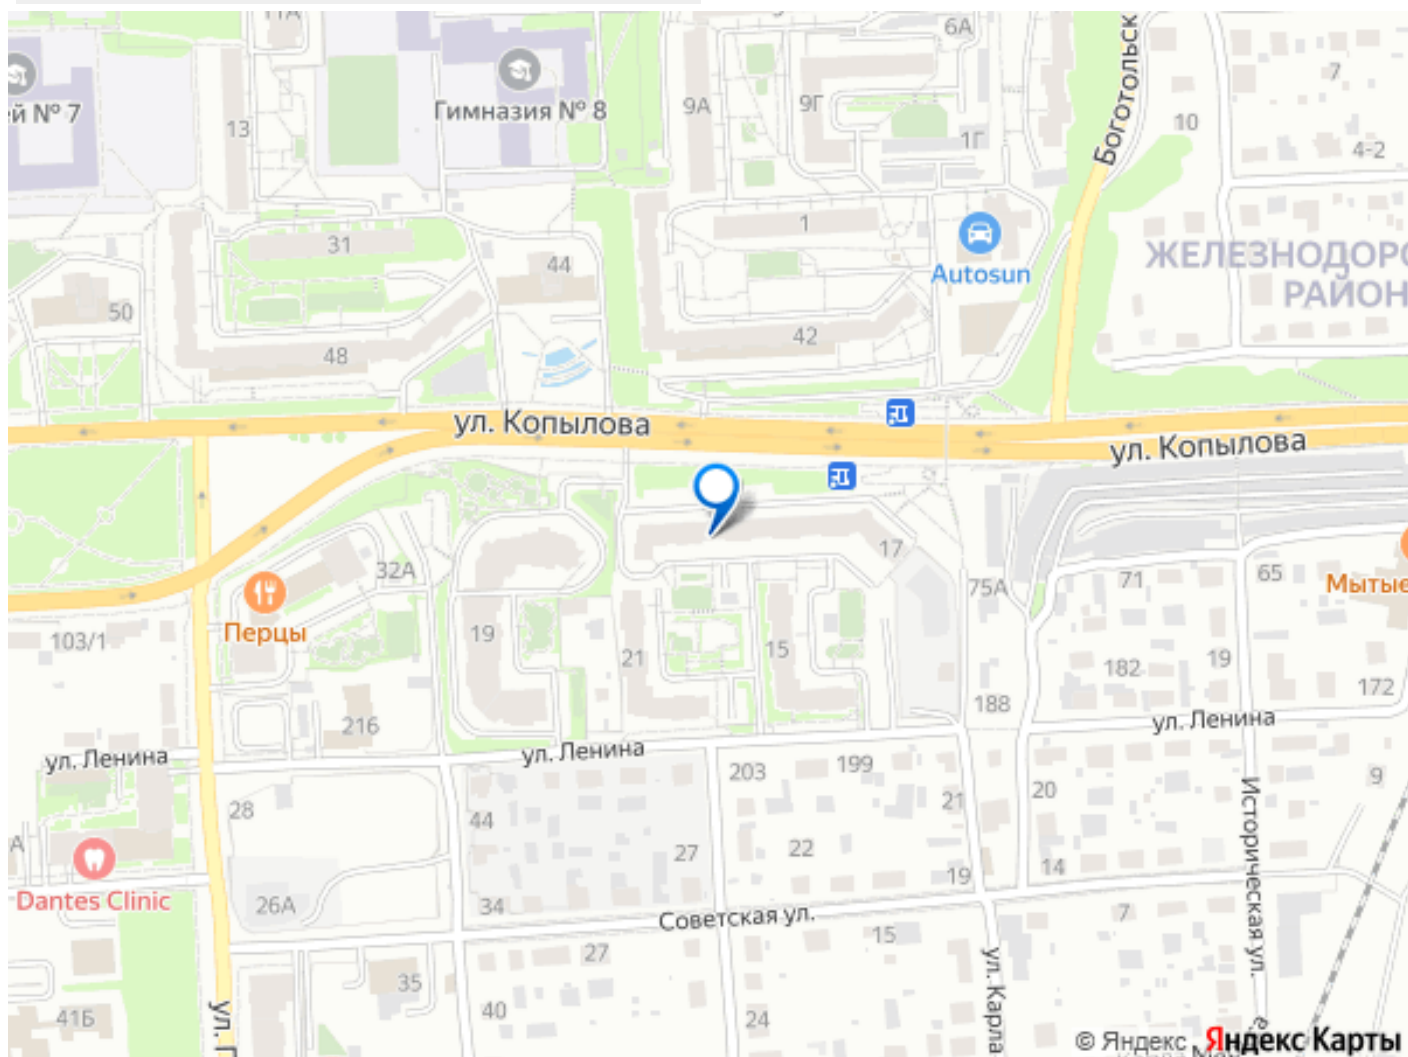 11А
6А
7
ей № 7
Гимназия № 8
9А
9Г
1Г
13
Боготольск
10
4-2
31
44
1
Autosun
ЖЕЛЕЗНОДОРО
РАЙОН
50
48
42
ул. Копылова
ул. Копылова
17
32А
75А
71
65
Мытые
Перцы
103/1
19
21
15
182
19
172
216
188
ул. Ленина
ул. Ленина
ул. Ленина
203
199
9
28
44
21
20
Историческая ул.
27
22
14
Dantes Clinic
26А
34
19
Советская ул.
7
27
15
35
40
24
41Б
ул. П
ул. Карла
© Яндекс Яндекс Карты